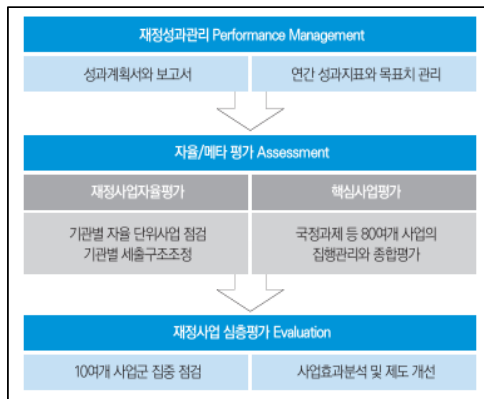 재정성과관리 Performance Management
성과계획서와 보고서
연간 성과지표와 목표치 관리
자율/메타 평가 Assessment
재정사업자율평가
핵심사업평가
기관별 자율 단위사업 점검
기관별 세출구조조정
국정과제 등 80여개 사업의
집행관리와 종합평가
재정사업 심층평가 Evaluation
10여개 사업군 집중 점검
사업효과분석 및 제도 개선